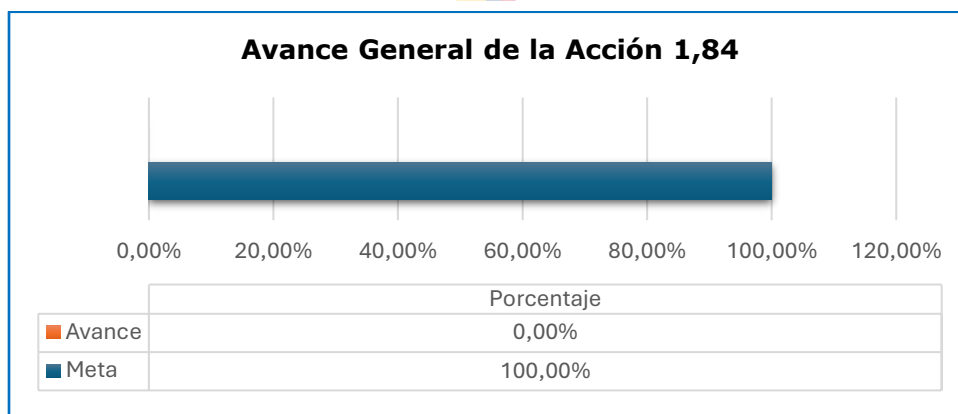 Avance General de la Acción 1,84
0,00% 20,00% 40,00% 60,00% 80,00% 100,00% 120,00%
Porcentaje
Avance 0,00%
Meta 100,00%